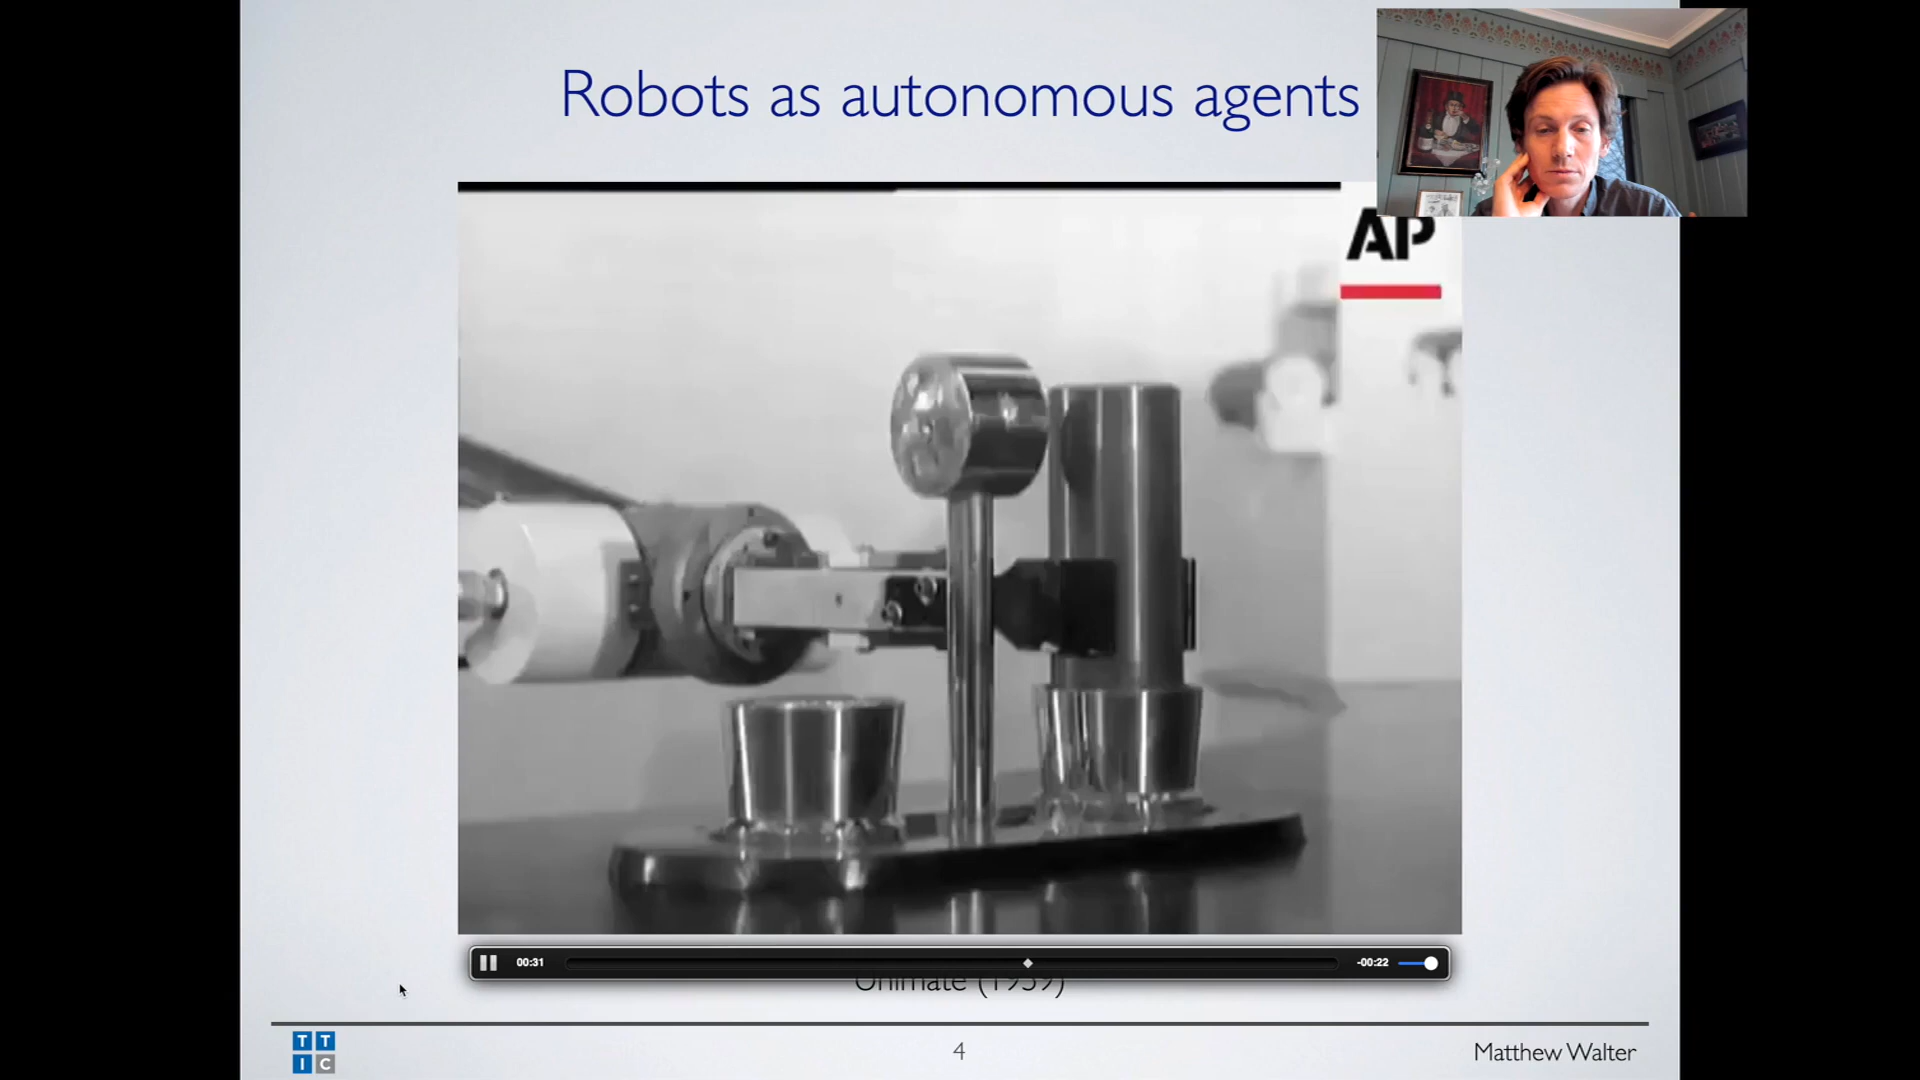 Robots as autonomous agents
AP
00:31
-00:22
Unimate (1959)
T T
I C
4
Matthew Walter